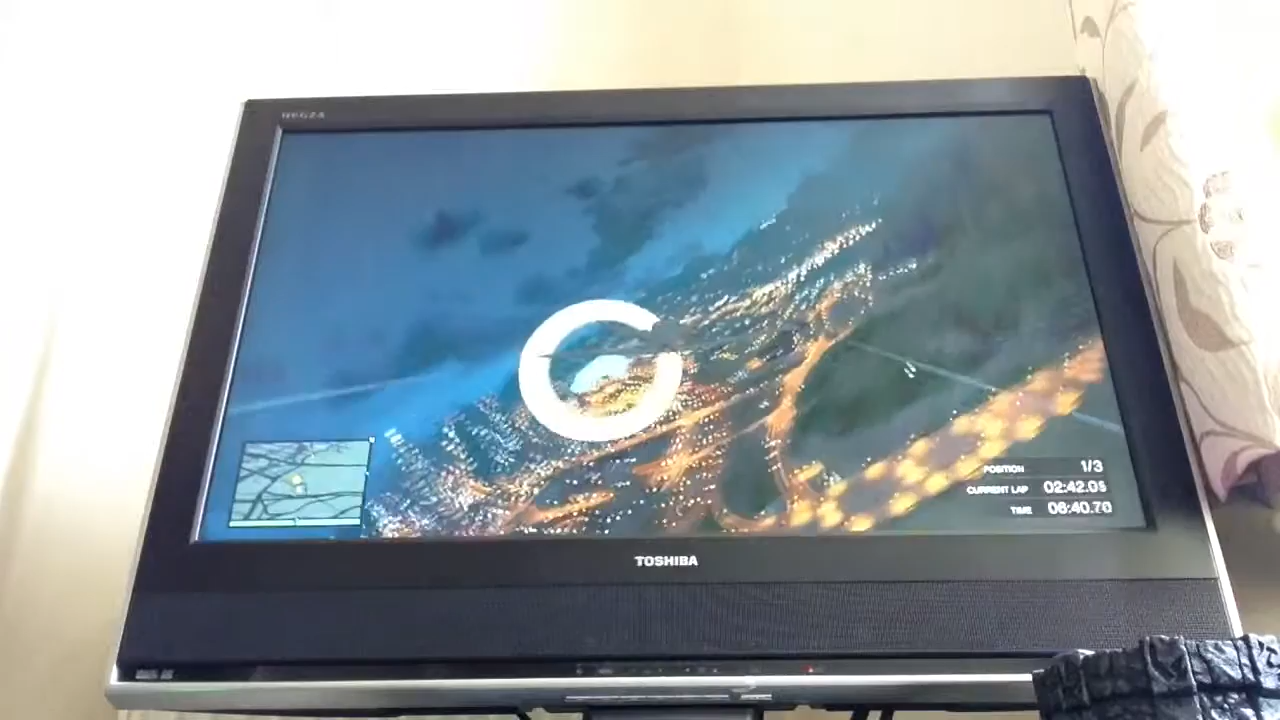 REGZA
POSITION 1/3
CURRENT LAP 02:42.05
TIME 06:40.70
TOSHIBA